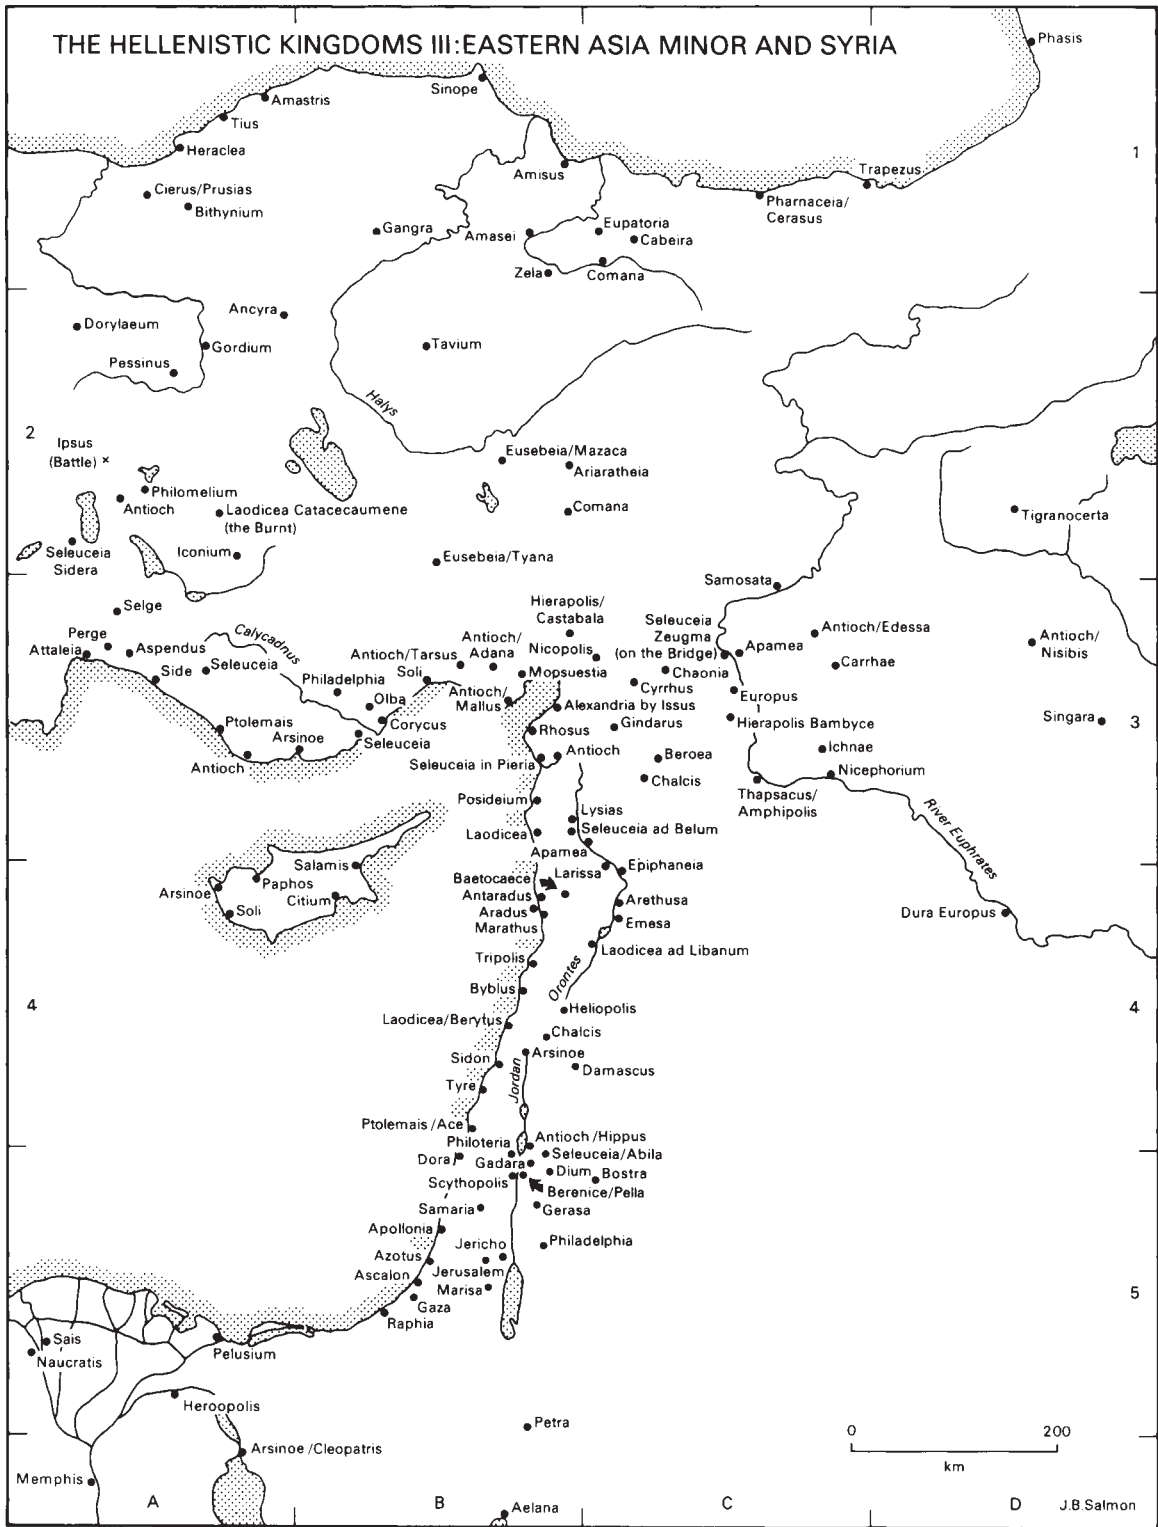 THE HELLENISTIC KINGDOMS III: EASTERN ASIA MINOR AND SYRIA
Phasis
Sinope
Amastris
Tius
Heraclea
1
Amisus
Trapezus
Cierus/Prusias
Bithynium
Pharnaceia/
Cerasus
Gangra
Amasei
Eupatoria
Cabeira
Zela
Comana
Ancyra
Dorylaeum
Gordium
Tavium
Pessinus
Halys
2
Ipsus
(Battle) x
Eusebeia/Mazaca
Ariaratheia
Philomelium
Antioch
Laodicea Catacecaumene
(the Burnt)
Comana
Tigranocerta
Seleuceia
Sidera
Iconium
Eusebeia/Tyana
Samosata
Selge
Hierapolis/
Castabala
Seleuceia
Zeugma
(on the Bridge)
Apamea
Antioch/Edessa
Antioch/
Nisibis
Perge
Attaleia
Aspendus
Calycadnus
Side
Seleuceia
Antioch/Tarsus
Antioch/
Adana
Nicopolis
Carrhae
Soli
Mopsuestia
Chaonia
Philadelphia
Cyrrhus
Olba
Antioch/
Mallus
Europus
Alexandria by Issus
Corycus
Gindarus
Hierapolis Bambyce
Singara
3
Ptolemais
Arsinoe
Seleuceia
Rhosus
Ichnae
Antioch
Seleuceia in Pieria
Antioch
Beroea
Nicephorium
Chalcis
Thapsacus/
Amphipolis
Posideium
Lysias
River Euphrates
Laodicea
Seleuceia ad Belum
Apamea
Salamis
Larissa
Epiphaneia
Baetocaece
Arsinoe
Paphos
Citium
Antaradus
Arethusa
Soli
Aradus
Marathus
Emesa
Dura Europus
Laodicea ad Libanum
Tripolis
Orontes
Byblus
4
Heliopolis
4
Laodicea/Berytus
Chalcis
Sidon
Arsinoe
Damascus
Tyre
Jordan
Ptolemais/Ace
Antioch/Hippus
Philoteria
Seleuceia/Abila
Dora
Gadara
Dium
Bostra
Scythopolis
Berenice/Pella
Samaria
Gerasa
Apollonia
Jericho
Philadelphia
Azotus
Jerusalem
Ascalon
Marisa
5
Gaza
Raphia
Sais
Naucratis
Pelusium
Heroopolis
Petra
0 200
km
Arsinoe/Cleopatris
Memphis
A B C D
Aelana
J.B.Salmon